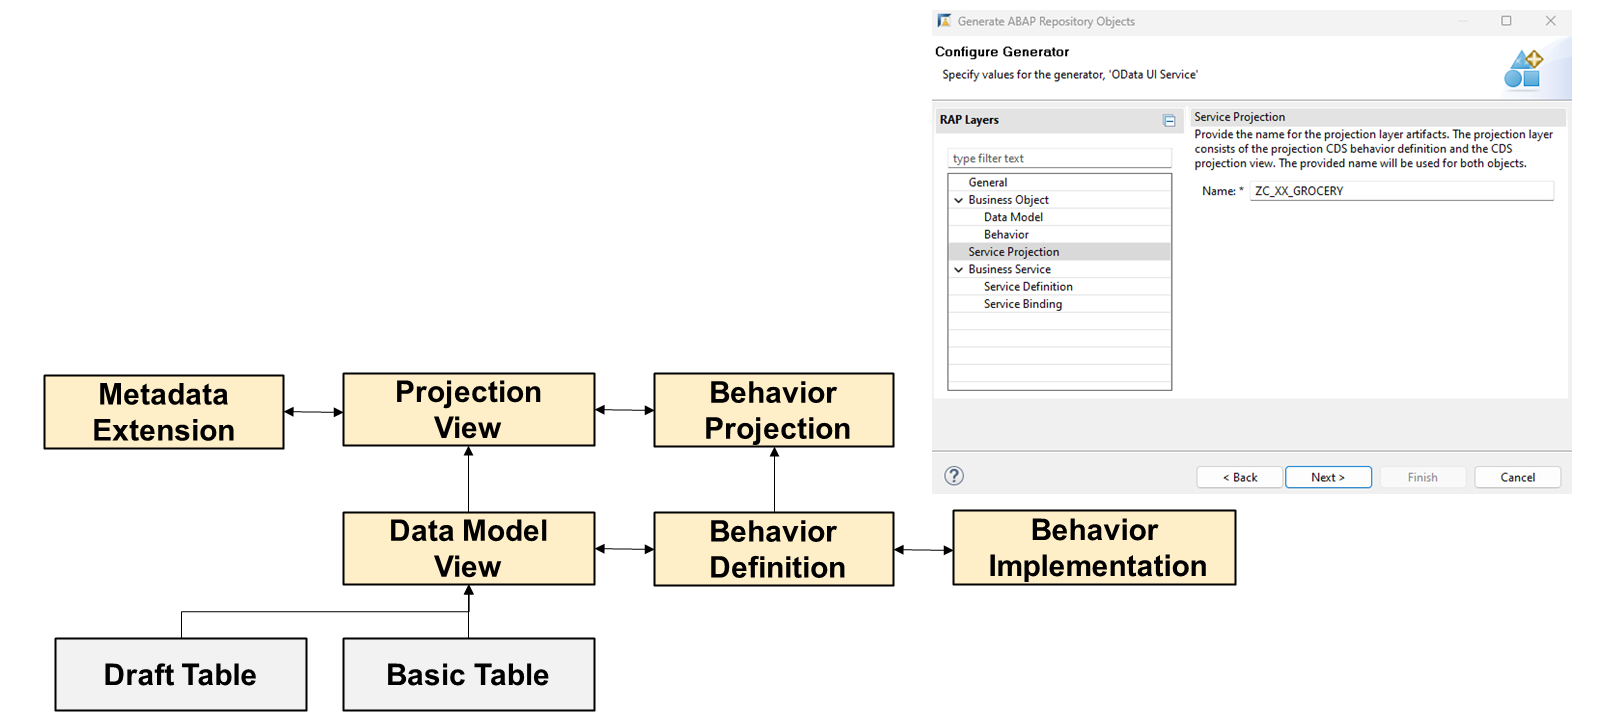 Generate ABAP Repository Objects
Configure Generator
Specify values for the generator, 'OData UI Service'
RAP Layers
type filter text
General
Business Object
Data Model
Behavior
Service Projection
Business Service
Service Definition
Service Binding
Service Projection
Provide the name for the projection layer artifacts. The projection layer
consists of the projection CDS behavior definition and the CDS
projection view. The provided name will be used for both objects.
Name: * ZC_XX_GROCERY
? < Back Next > Finish Cancel
Metadata
Extension
Projection
View
Behavior
Projection
Data Model
View
Behavior
Definition
Behavior
Implementation
Draft Table
Basic Table